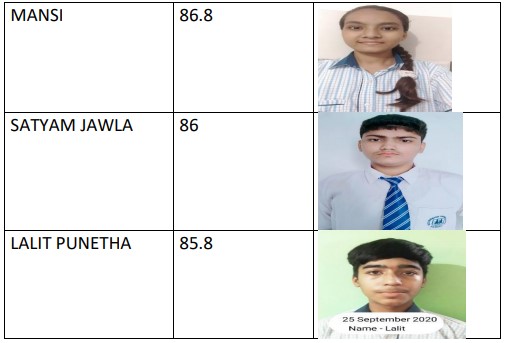 MANSI 86.8
SATYAM JAWLA 86
LALIT PUNETHA 85.8
25 September 2020
Name - Lalit